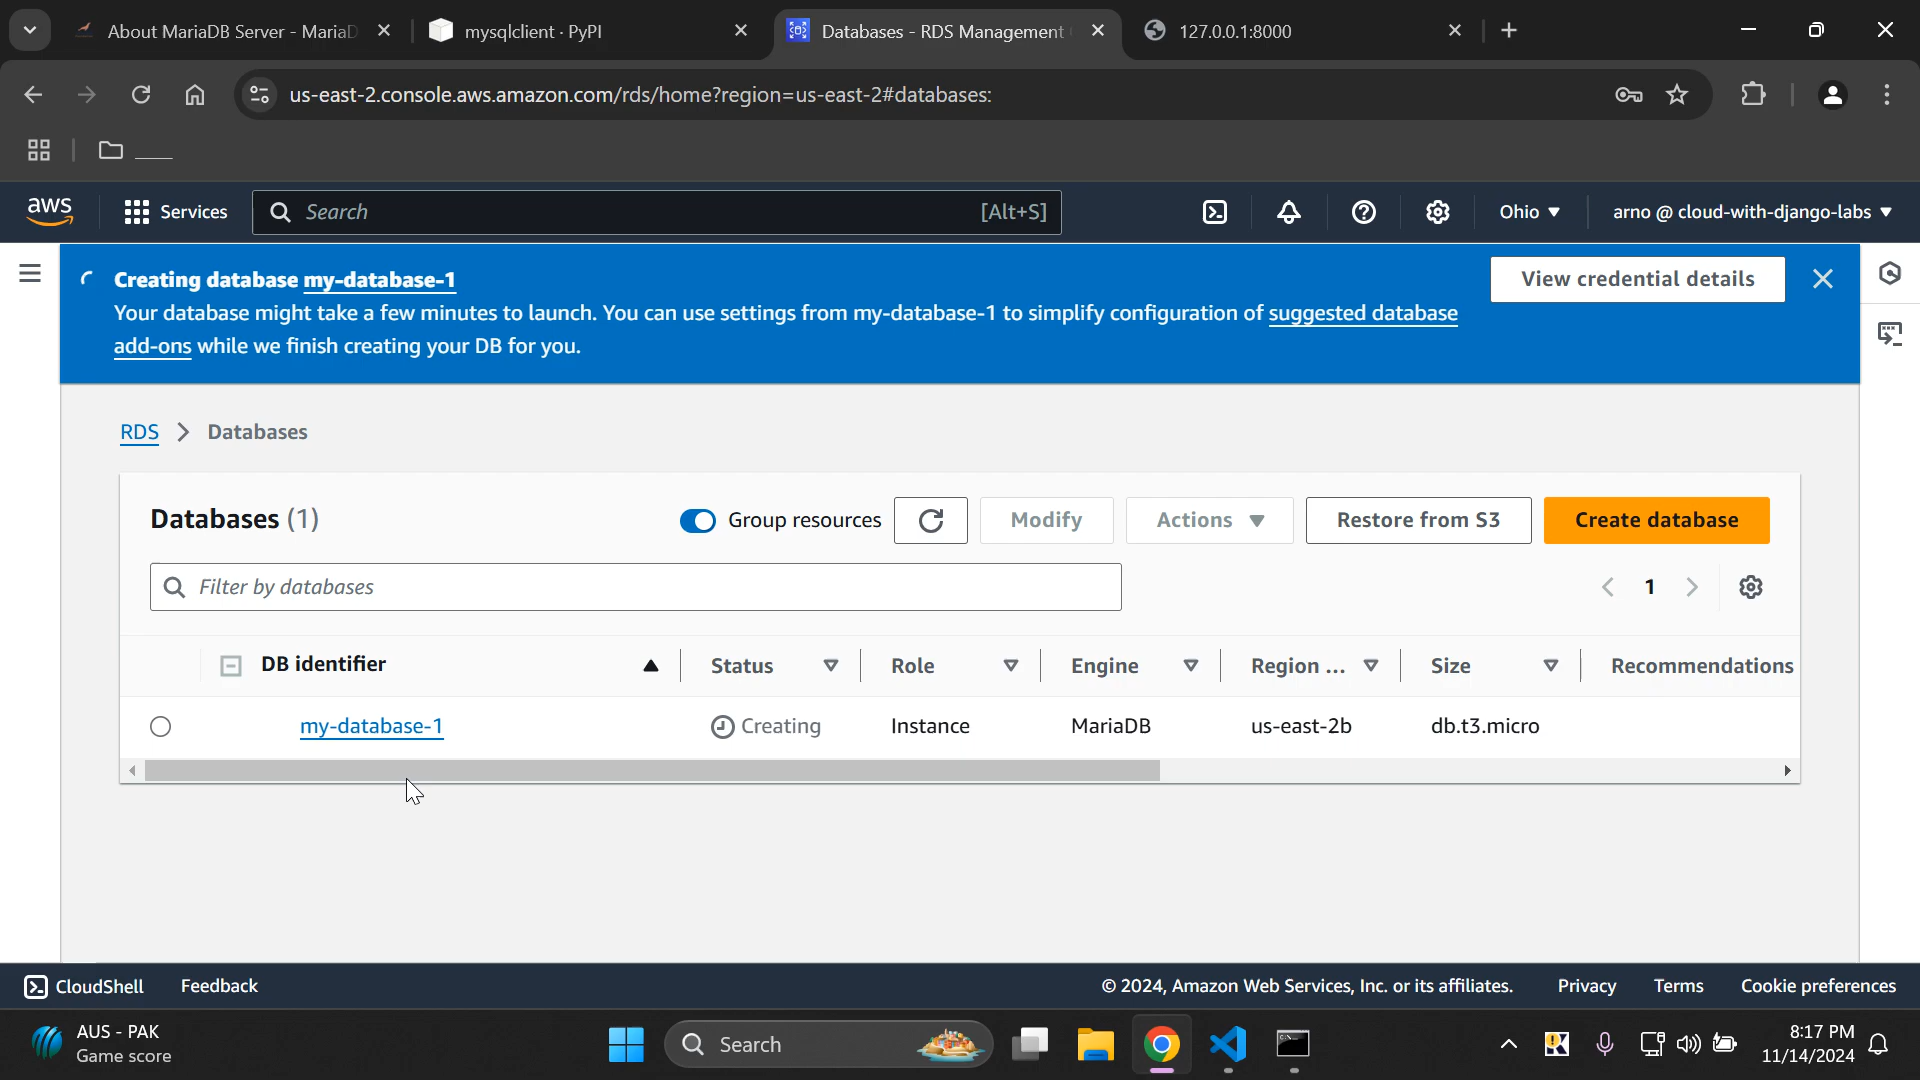 About MariaDB Server - MariaD
mysqlclient · PyPI
Databases - RDS Management
127.0.0.1:8000
us-east-2.console.aws.amazon.com/rds/home?region=us-east-2#databases:
____
aws
Services
Search
[Alt+S]
Ohio
arno @ cloud-with-django-labs
Creating database my-database-1
View credential details
Your database might take a few minutes to launch. You can use settings from my-database-1 to simplify configuration of suggested database
add-ons while we finish creating your DB for you.
RDS > Databases
Databases (1)
Group resources
Modify
Actions
Restore from S3
Create database
Filter by databases
1
DB identifier
Status
Role
Engine
Region ...
Size
Recommendations
my-database-1
Creating
Instance
MariaDB
us-east-2b
db.t3.micro
CloudShell
Feedback
© 2024, Amazon Web Services, Inc. or its affiliates.
Privacy
Terms
Cookie preferences
AUS - PAK
Game score
Search
8:17 PM
11/14/2024